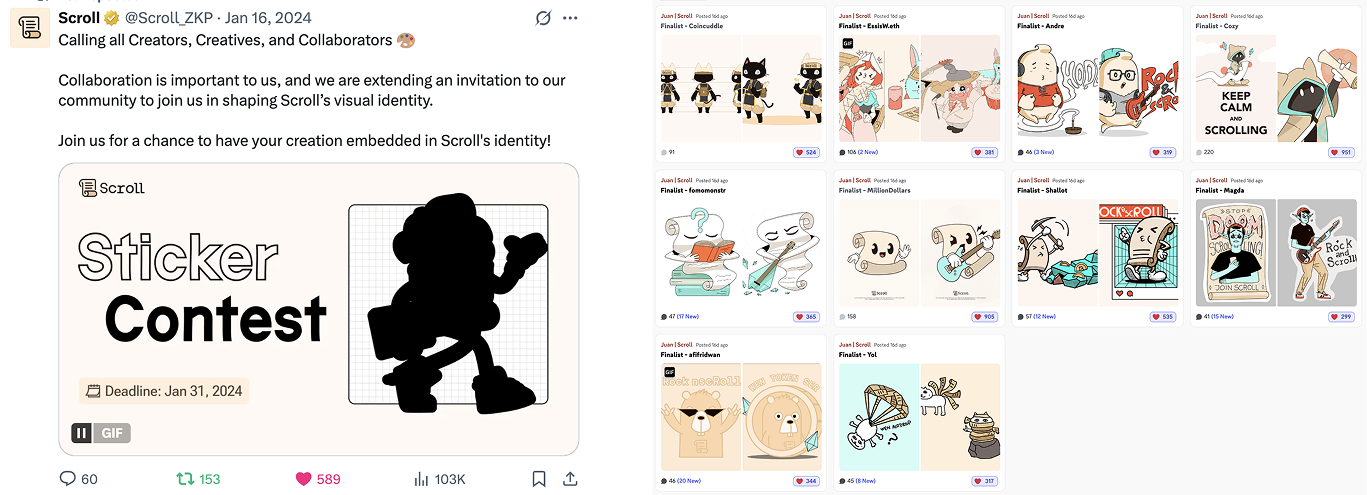 Scroll @Scroll_ZKP · Jan 16, 2024
Calling all Creators, Creatives, and Collaborators 🎨
Collaboration is important to us, and we are extending an invitation to our
community to join us in shaping Scroll's visual identity.
Join us for a chance to have your creation embedded in Scroll's identity!
Scroll
Sticker
Contest
Deadline: Jan 31, 2024
GIF
60
153
589
103K
Juan | Scroll Posted 16d ago
Finalist - Coincuddle
Scroll
91
524
Juan | Scroll Posted 16d ago
Finalist - EssisWeth
GIF
106 (2 New)
381
Juan | Scroll Posted 16d ago
Finalist - Andre
46 (3 New)
319
Juan | Scroll Posted 16d ago
Finalist - Cozy
KEEP
CALM
AND
SCROLLING
220
951
Juan | Scroll Posted 16d ago
Finalist - fomomonstr
?
47 (17 New)
365
Juan | Scroll Posted 16d ago
Finalist - MillionDollars
Scroll
Scroll
158
905
Juan | Scroll Posted 16d ago
Finalist - Shallot
ROCK'n'SCROLL
57 (12 New)
535
Juan | Scroll Posted 16d ago
Finalist - Magda
STOP
DOOM
SCROLLING!
JOIN SCROLL
Rock
and
Scroll
41 (15 New)
299
Juan | Scroll Posted 16d ago
Finalist - afifridwan
GIF
Rock nscRoll
WEN TOKEN SER
46 (20 New)
344
Juan | Scroll Posted 16d ago
Finalist - Yol
WEN AIRDROP
?
45 (8 New)
317